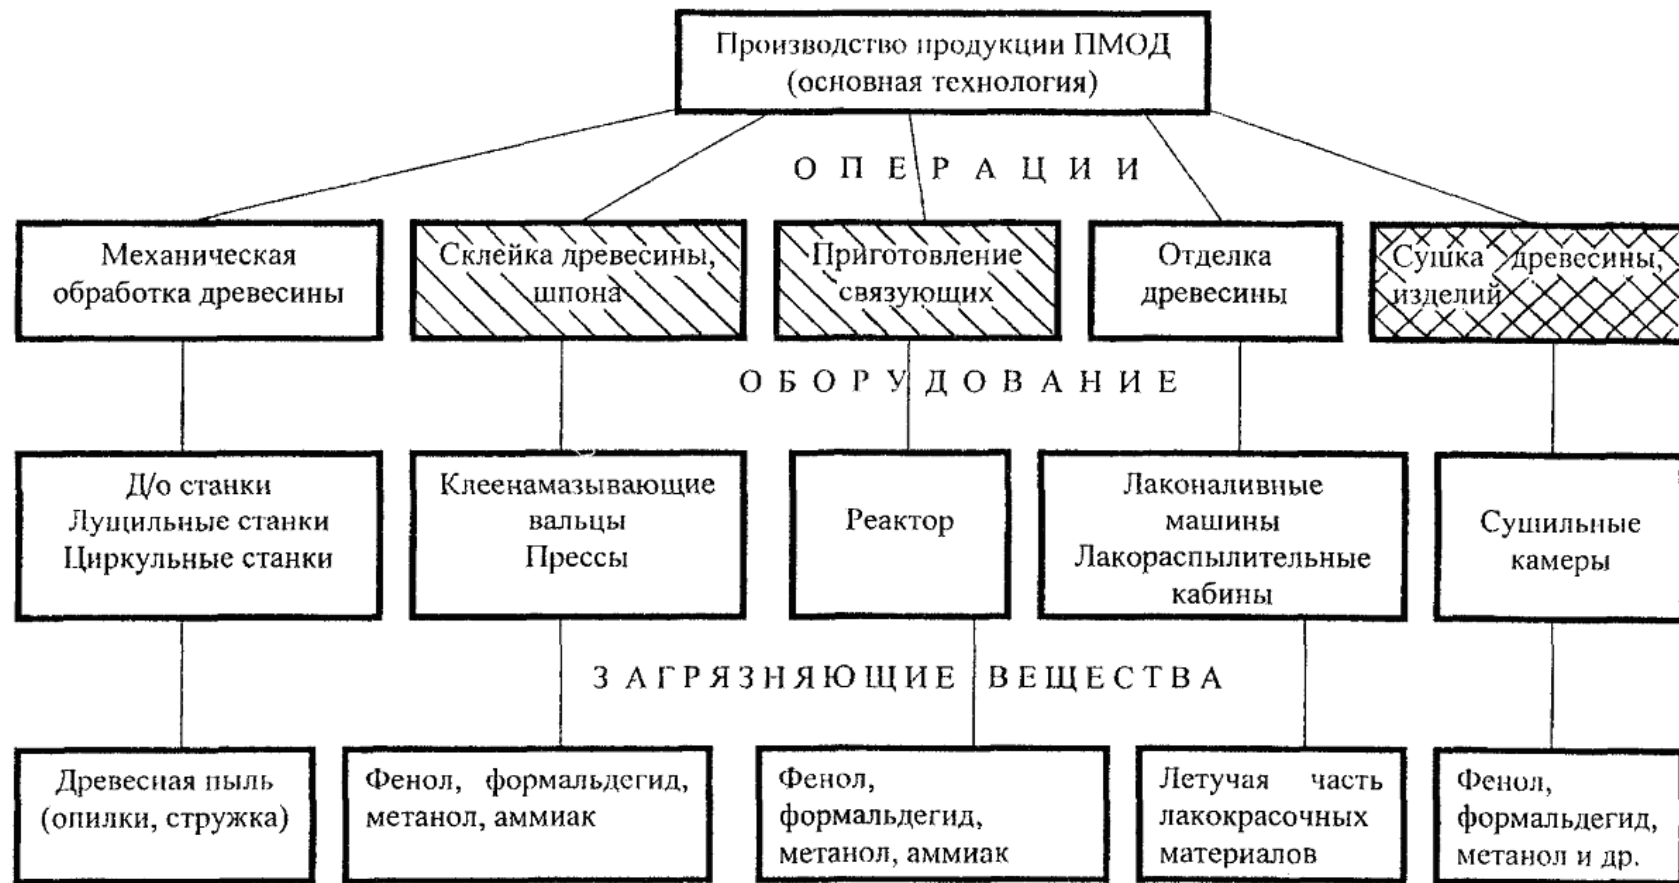 Производство продукции ПМОД
(основная технология)
ОПЕРАЦИИ
Механическая
обработка древесины
Склейка древесины,
шпона
Приготовление
связующих
Отделка
древесины
Сушка древесины,
изделий
ОБОРУДОВАНИЕ
Д/о станки
Лущильные станки
Циркульные станки
Клеенамазывающие
вальцы
Прессы
Реактор
Лаконаливные
машины
Лакораспылительные
кабины
Сушильные
камеры
ЗАГРЯЗНЯЮЩИЕ ВЕЩЕСТВА
Древесная пыль
(опилки, стружка)
Фенол, формальдегид,
метанол, аммиак
Фенол,
формальдегид,
метанол, аммиак
Летучая часть
лакокрасочных
материалов
Фенол,
формальдегид,
метанол и др.